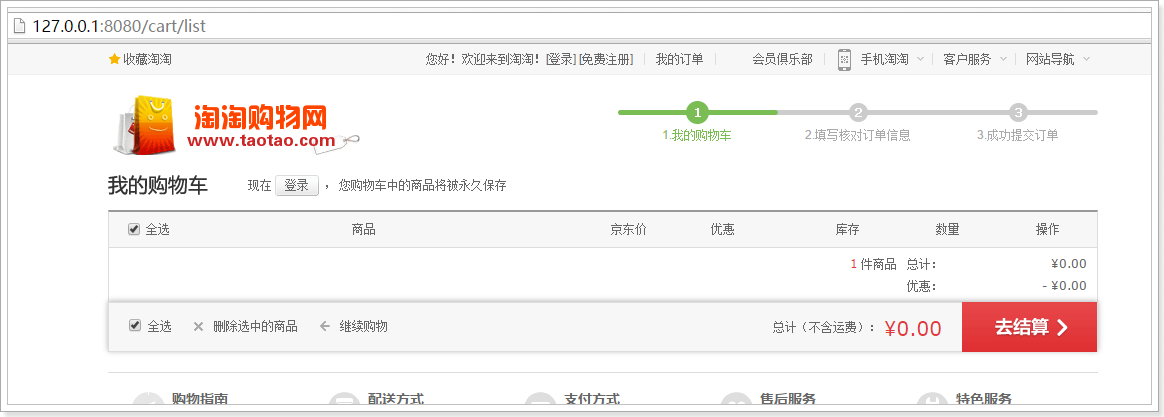 127.0.0.1:8080/cart/list
收藏淘淘 您好！欢迎来到淘淘！[登录] [免费注册] 我的订单 会员俱乐部 手机淘淘 客户服务 网站导航
淘淘购物网
www.taotao.com
1 2 3
1.我的购物车 2.填写核对订单信息 3.成功提交订单
我的购物车 现在 登录 ，您购物车中的商品将被永久保存
全选 商品 京东价 优惠 库存 数量 操作
1 件商品 总计： ¥0.00
优惠： - ¥0.00
全选 删除选中的商品 继续购物 总计（不含运费）： ¥0.00 去结算
购物指南 配送方式 支付方式 售后服务 特色服务